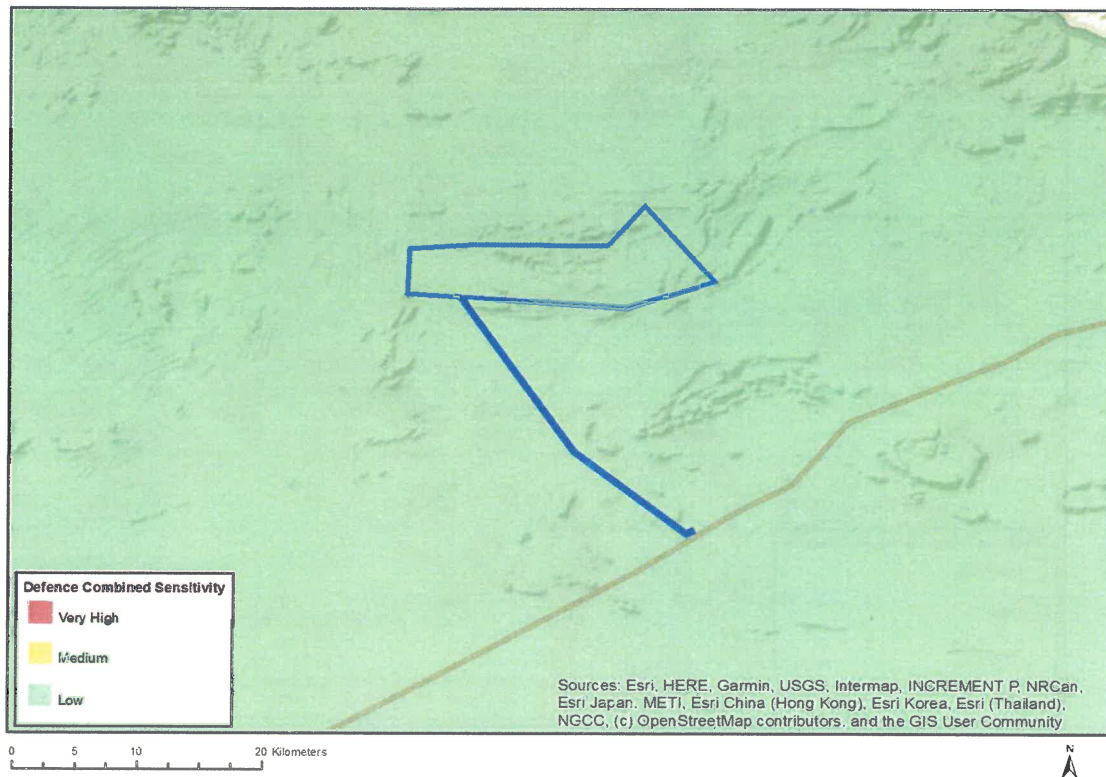 Defence Combined Sensitivity
Very High
Medium
Low
Sources: Esri, HERE, Garmin, USGS, Intermap, INCREMENT P, NRCan,
Esri Japan. METI, Esri China (Hong Kong), Esri Korea, Esri (Thailand),
NGCC, (c) OpenStreetMap contributors. and the GIS User Community
0 5 10 20 Kilometers
N